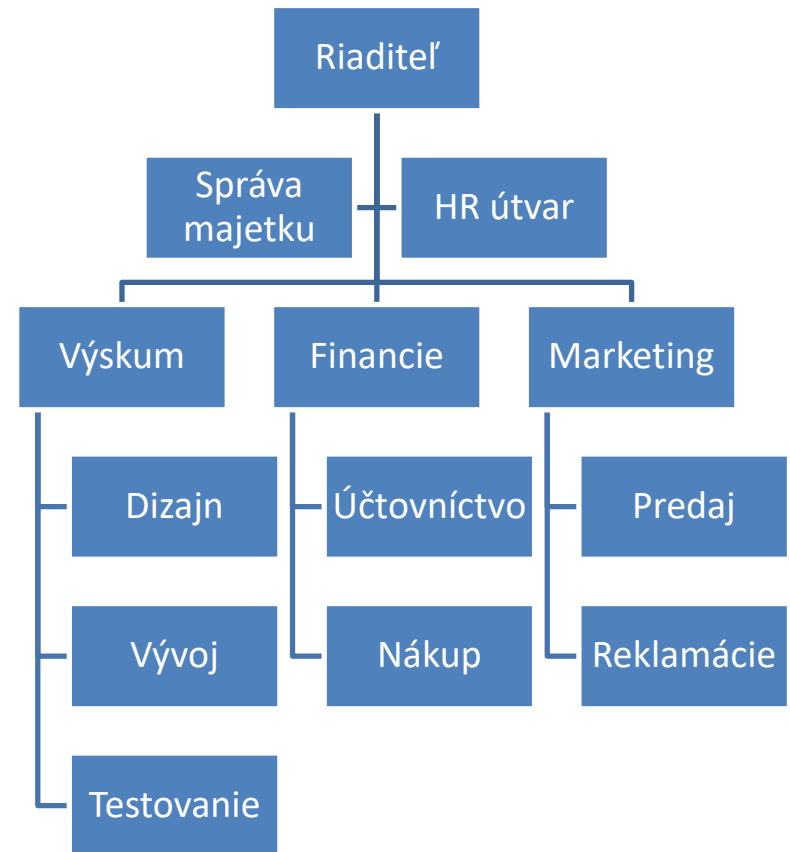 Riaditeľ
Správa
majetku
HR útvar
Výskum
Financie
Marketing
Dizajn
Účtovníctvo
Predaj
Vývoj
Nákup
Reklamácie
Testovanie